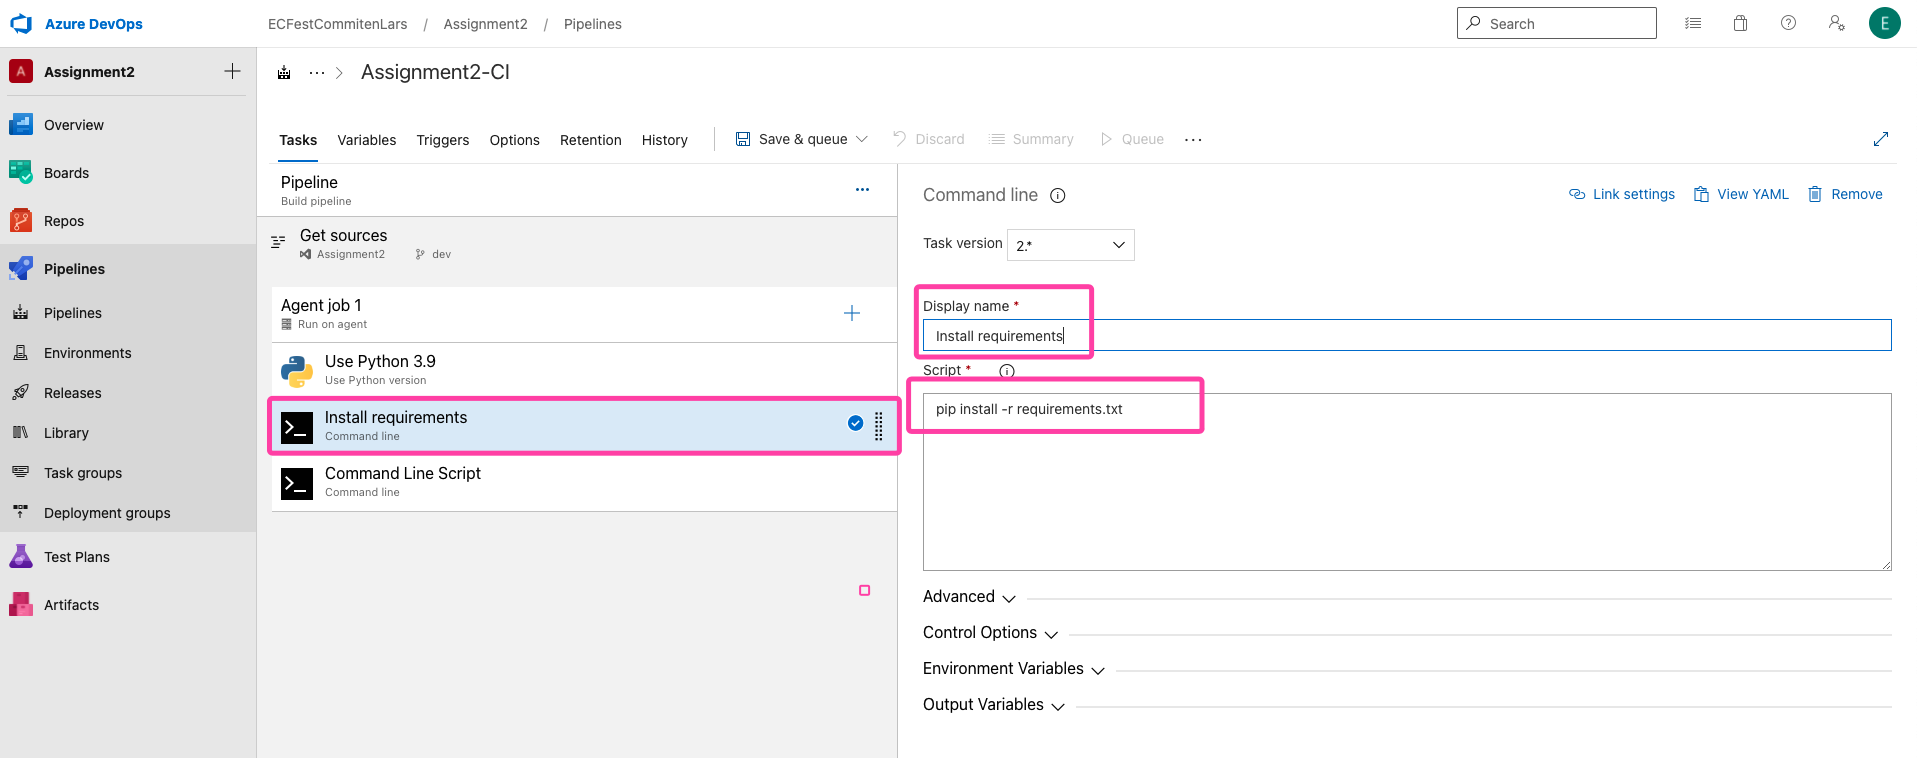 Azure DevOps
ECFestCommitenLars / Assignment2 / Pipelines
Search
E
A Assignment2
Overview
Boards
Repos
Pipelines
Pipelines
Environments
Releases
Library
Task groups
Deployment groups
Test Plans
Artifacts
Assignment2-CI
Tasks Variables Triggers Options Retention History
Save & queue Discard Summary Queue
Pipeline
Build pipeline
Get sources
Assignment2 dev
Agent job 1
Run on agent
Use Python 3.9
Use Python version
Install requirements
Command line
Command Line Script
Command line
Command line
Link settings View YAML Remove
Task version 2.*
Display name *
Install requirements
Script *
pip install -r requirements.txt
Advanced
Control Options
Environment Variables
Output Variables